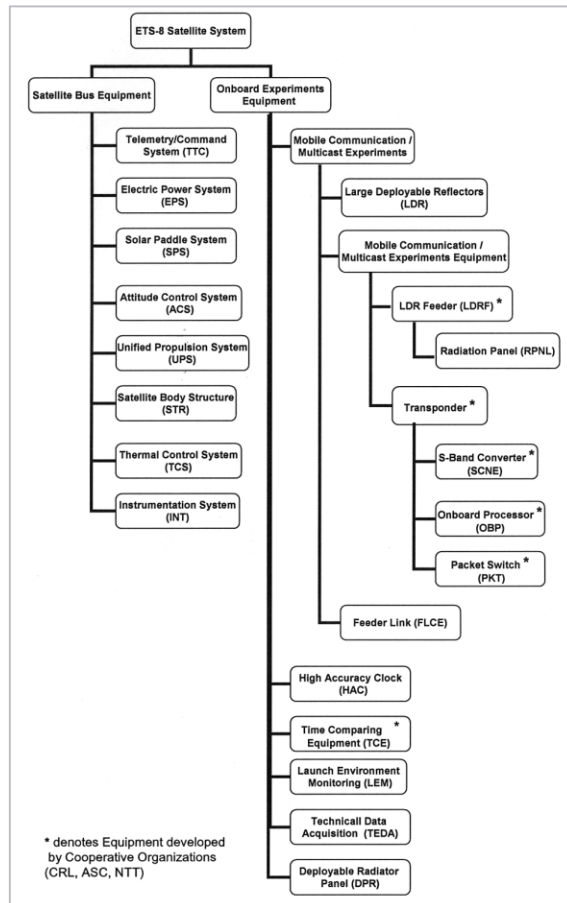 ETS-8 Satellite System
Satellite Bus Equipment
Onboard Experiments
Equipment
Telemetry/Command
System (TTC)
Electric Power System
(EPS)
Solar Paddle System
(SPS)
Attitude Control System
(ACS)
Unified Propulsion System
(UPS)
Satellite Body Structure
(STR)
Thermal Control System
(TCS)
Instrumentation System
(INT)
Mobile Communication /
Multicast Experiments
Large Deployable Reflectors
(LDR)
Mobile Communication /
Multicast Experiments Equipment
LDR Feeder (LDRF) *
Radiation Panel (RPNL)
Transponder *
S-Band Converter *
(SCNE)
Onboard Processor *
(OBP)
Packet Switch *
(PKT)
Feeder Link (FLCE)
High Accuracy Clock
(HAC)
Time Comparing *
Equipment (TCE)
Launch Environment
Monitoring (LEM)
Technicall Data
Acquisition (TEDA)
Deployable Radiator
Panel (DPR)
* denotes Equipment developed
by Cooperative Organizations
(CRL, ASC, NTT)